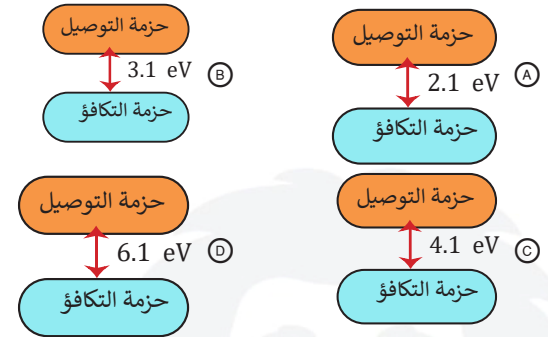 حزمة التوصيل
2.1 eV Ⓐ
حزمة التكافؤ
حزمة التوصيل
3.1 eV Ⓑ
حزمة التكافؤ
حزمة التوصيل
4.1 eV Ⓒ
حزمة التكافؤ
حزمة التوصيل
6.1 eV Ⓓ
حزمة التكافؤ